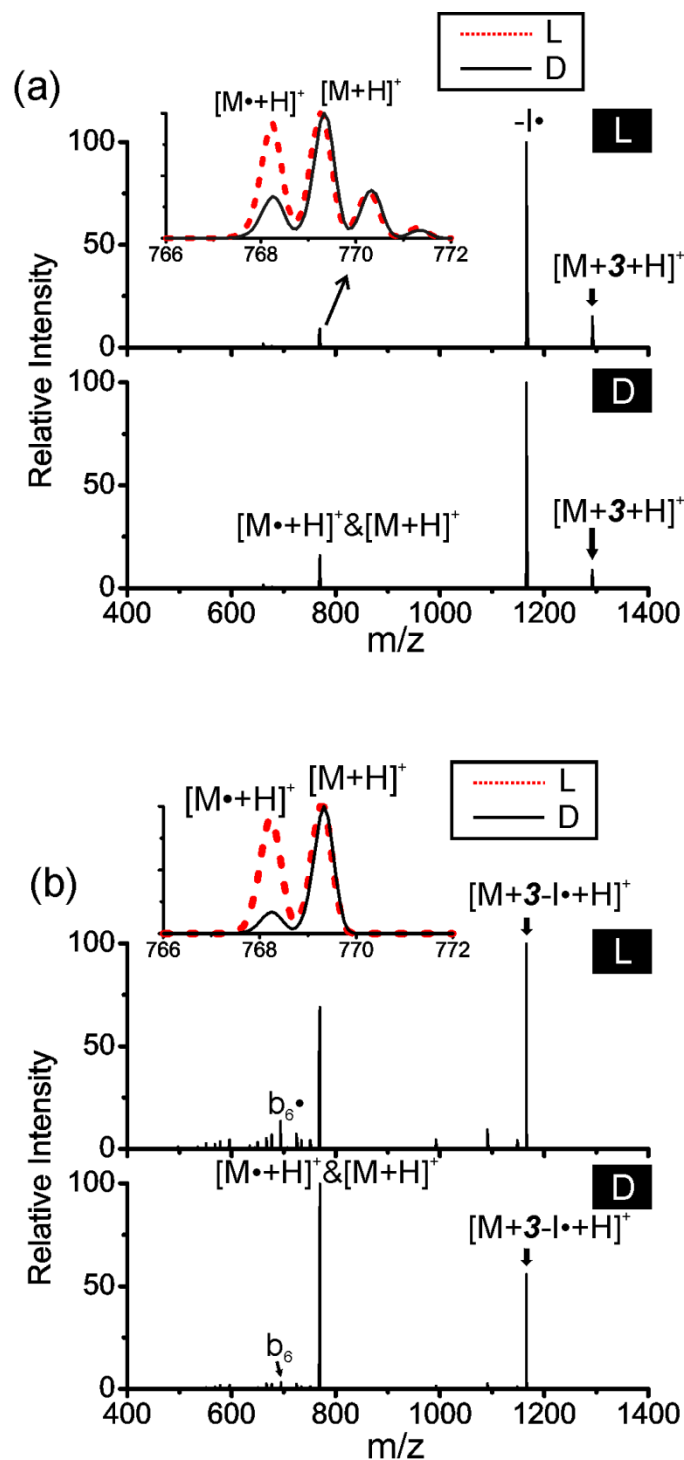 L
D
(a)
[M•+H]⁺ [M+H]⁺
-I•
L
766 768 770 772
[M+3+H]⁺
100
50
0
D
[M•+H]⁺&[M+H]⁺
[M+3+H]⁺
100
50
0
Relative Intensity
400 600 800 1000 1200 1400
m/z
L
D
(b)
[M•+H]⁺ [M+H]⁺
766 768 770 772
[M+3-I•+H]⁺
L
b₆•
100
50
0
[M•+H]⁺&[M+H]⁺
D
[M+3-I•+H]⁺
b₆
100
50
0
Relative Intensity
400 600 800 1000 1200 1400
m/z